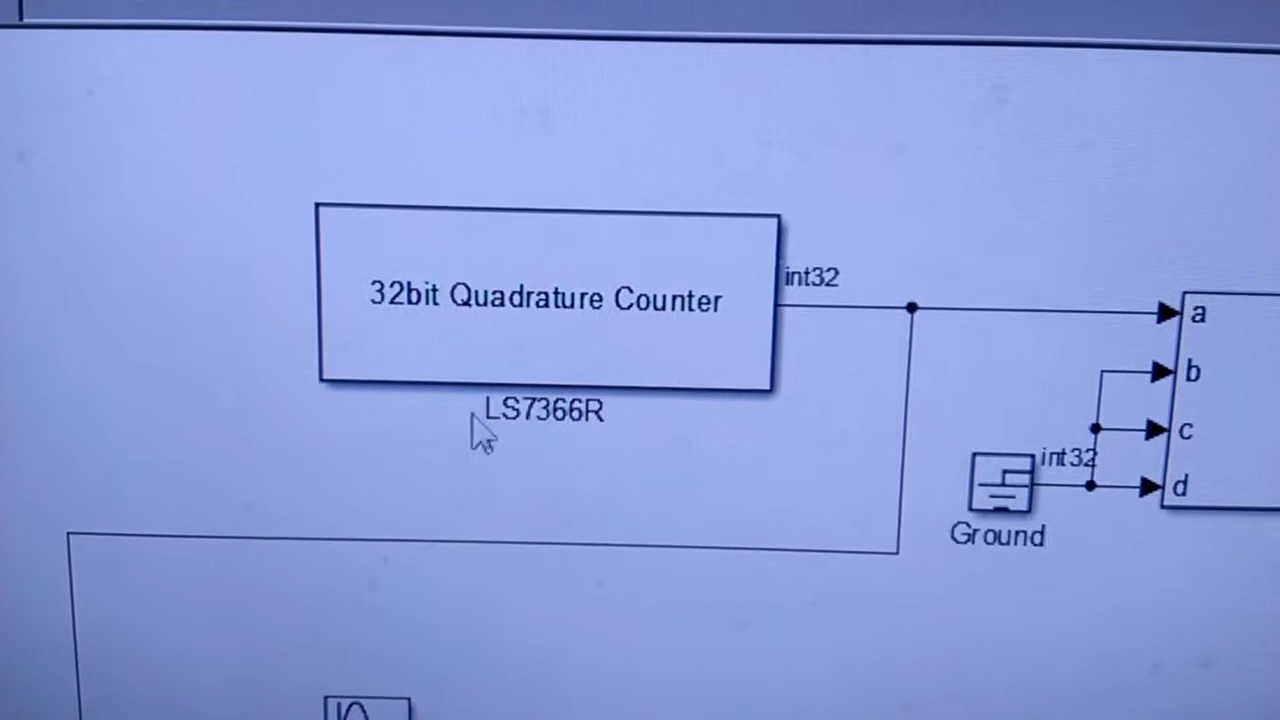 32bit Quadrature Counter
int32
LS7366R
a
b
c
int32
d
Ground